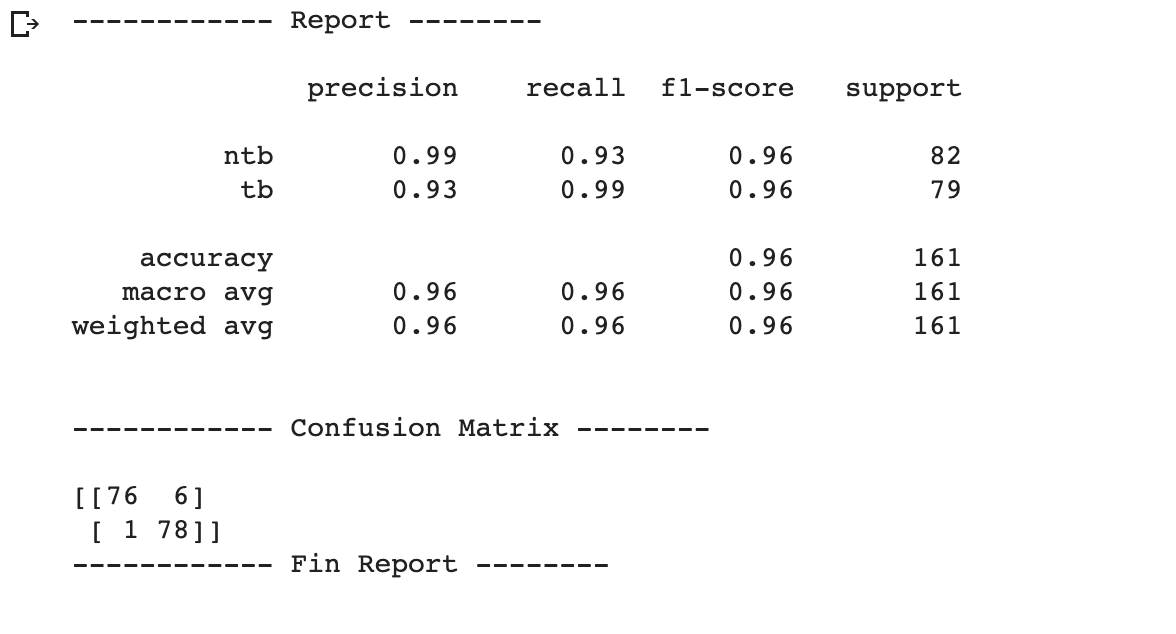 ------------ Report --------
precision recall f1-score support
ntb 0.99 0.93 0.96 82
tb 0.93 0.99 0.96 79
accuracy 0.96 161
macro avg 0.96 0.96 0.96 161
weighted avg 0.96 0.96 0.96 161
------------ Confusion Matrix --------
[[76 6]
[ 1 78]]
------------ Fin Report --------